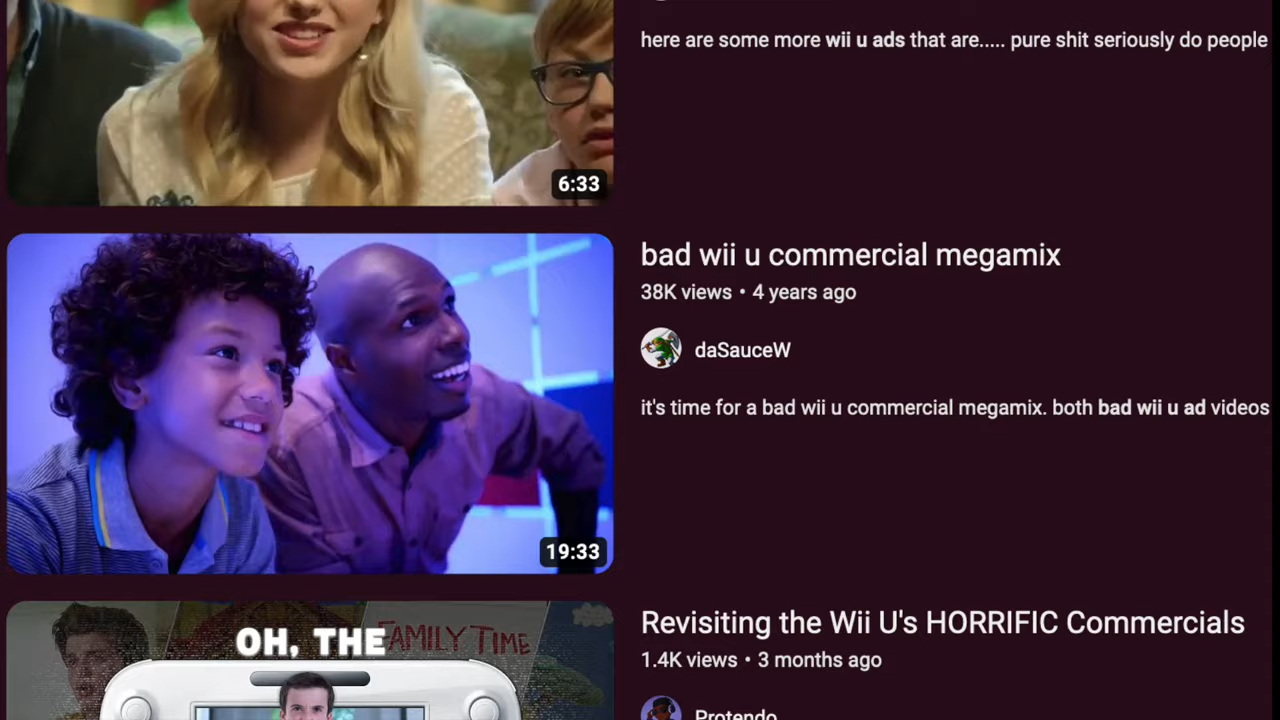 here are some more wii u ads that are..... pure shit seriously do people
6:33
bad wii u commercial megamix
38K views • 4 years ago
daSauceW
it's time for a bad wii u commercial megamix. both bad wii u ad videos
19:33
Revisiting the Wii U's HORRIFIC Commercials
1.4K views • 3 months ago
Protendo
OH, THE
FAMILY TIME